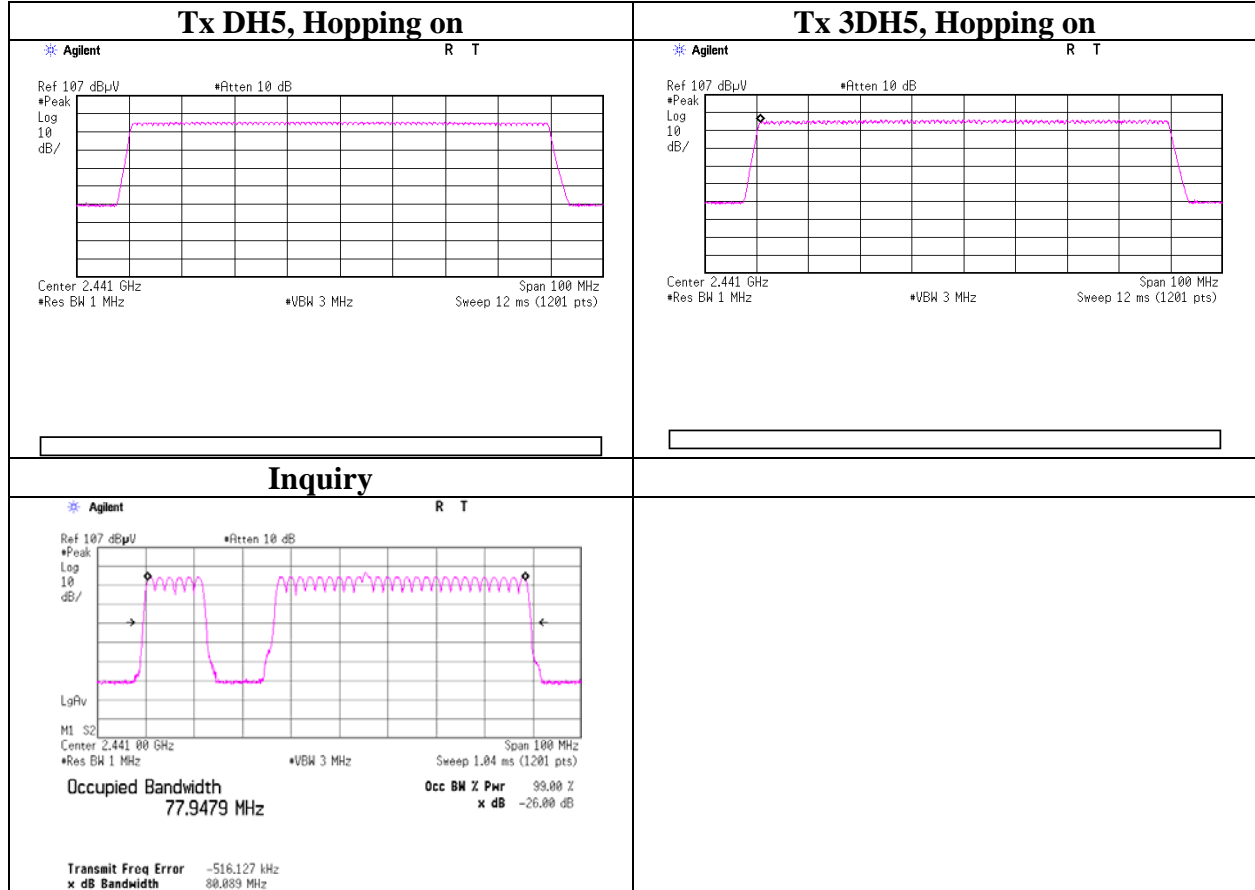 Tx DH5, Hopping on
Tx 3DH5, Hopping on
Agilent R T
Ref 107 dBµV #Atten 10 dB
#Peak
Log
10
dB/
Center 2.441 GHz Span 100 MHz
#Res BW 1 MHz #VBW 3 MHz Sweep 12 ms (1201 pts)
Agilent R T
Ref 107 dBµV #Atten 10 dB
#Peak
Log
10
dB/
Center 2.441 GHz Span 100 MHz
#Res BW 1 MHz #VBW 3 MHz Sweep 12 ms (1201 pts)
Inquiry
Agilent R T
Ref 107 dBµV #Atten 10 dB
#Peak
Log
10
dB/
LgAv
M1 S2
Center 2.441 00 GHz Span 100 MHz
#Res BW 1 MHz #VBW 3 MHz Sweep 1.04 ms (1201 pts)
Occupied Bandwidth Occ BW % Pwr 99.00 %
77.9479 MHz x dB -26.00 dB
Transmit Freq Error -516.127 kHz
x dB Bandwidth 80.089 MHz